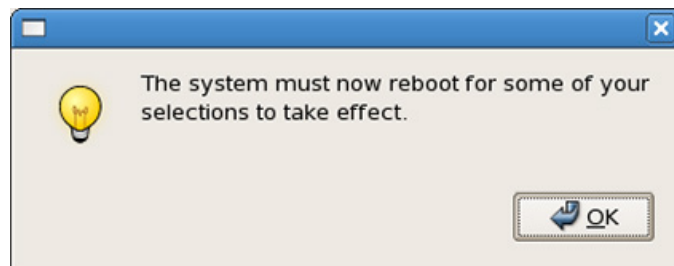 The system must now reboot for some of your
selections to take effect.
OK